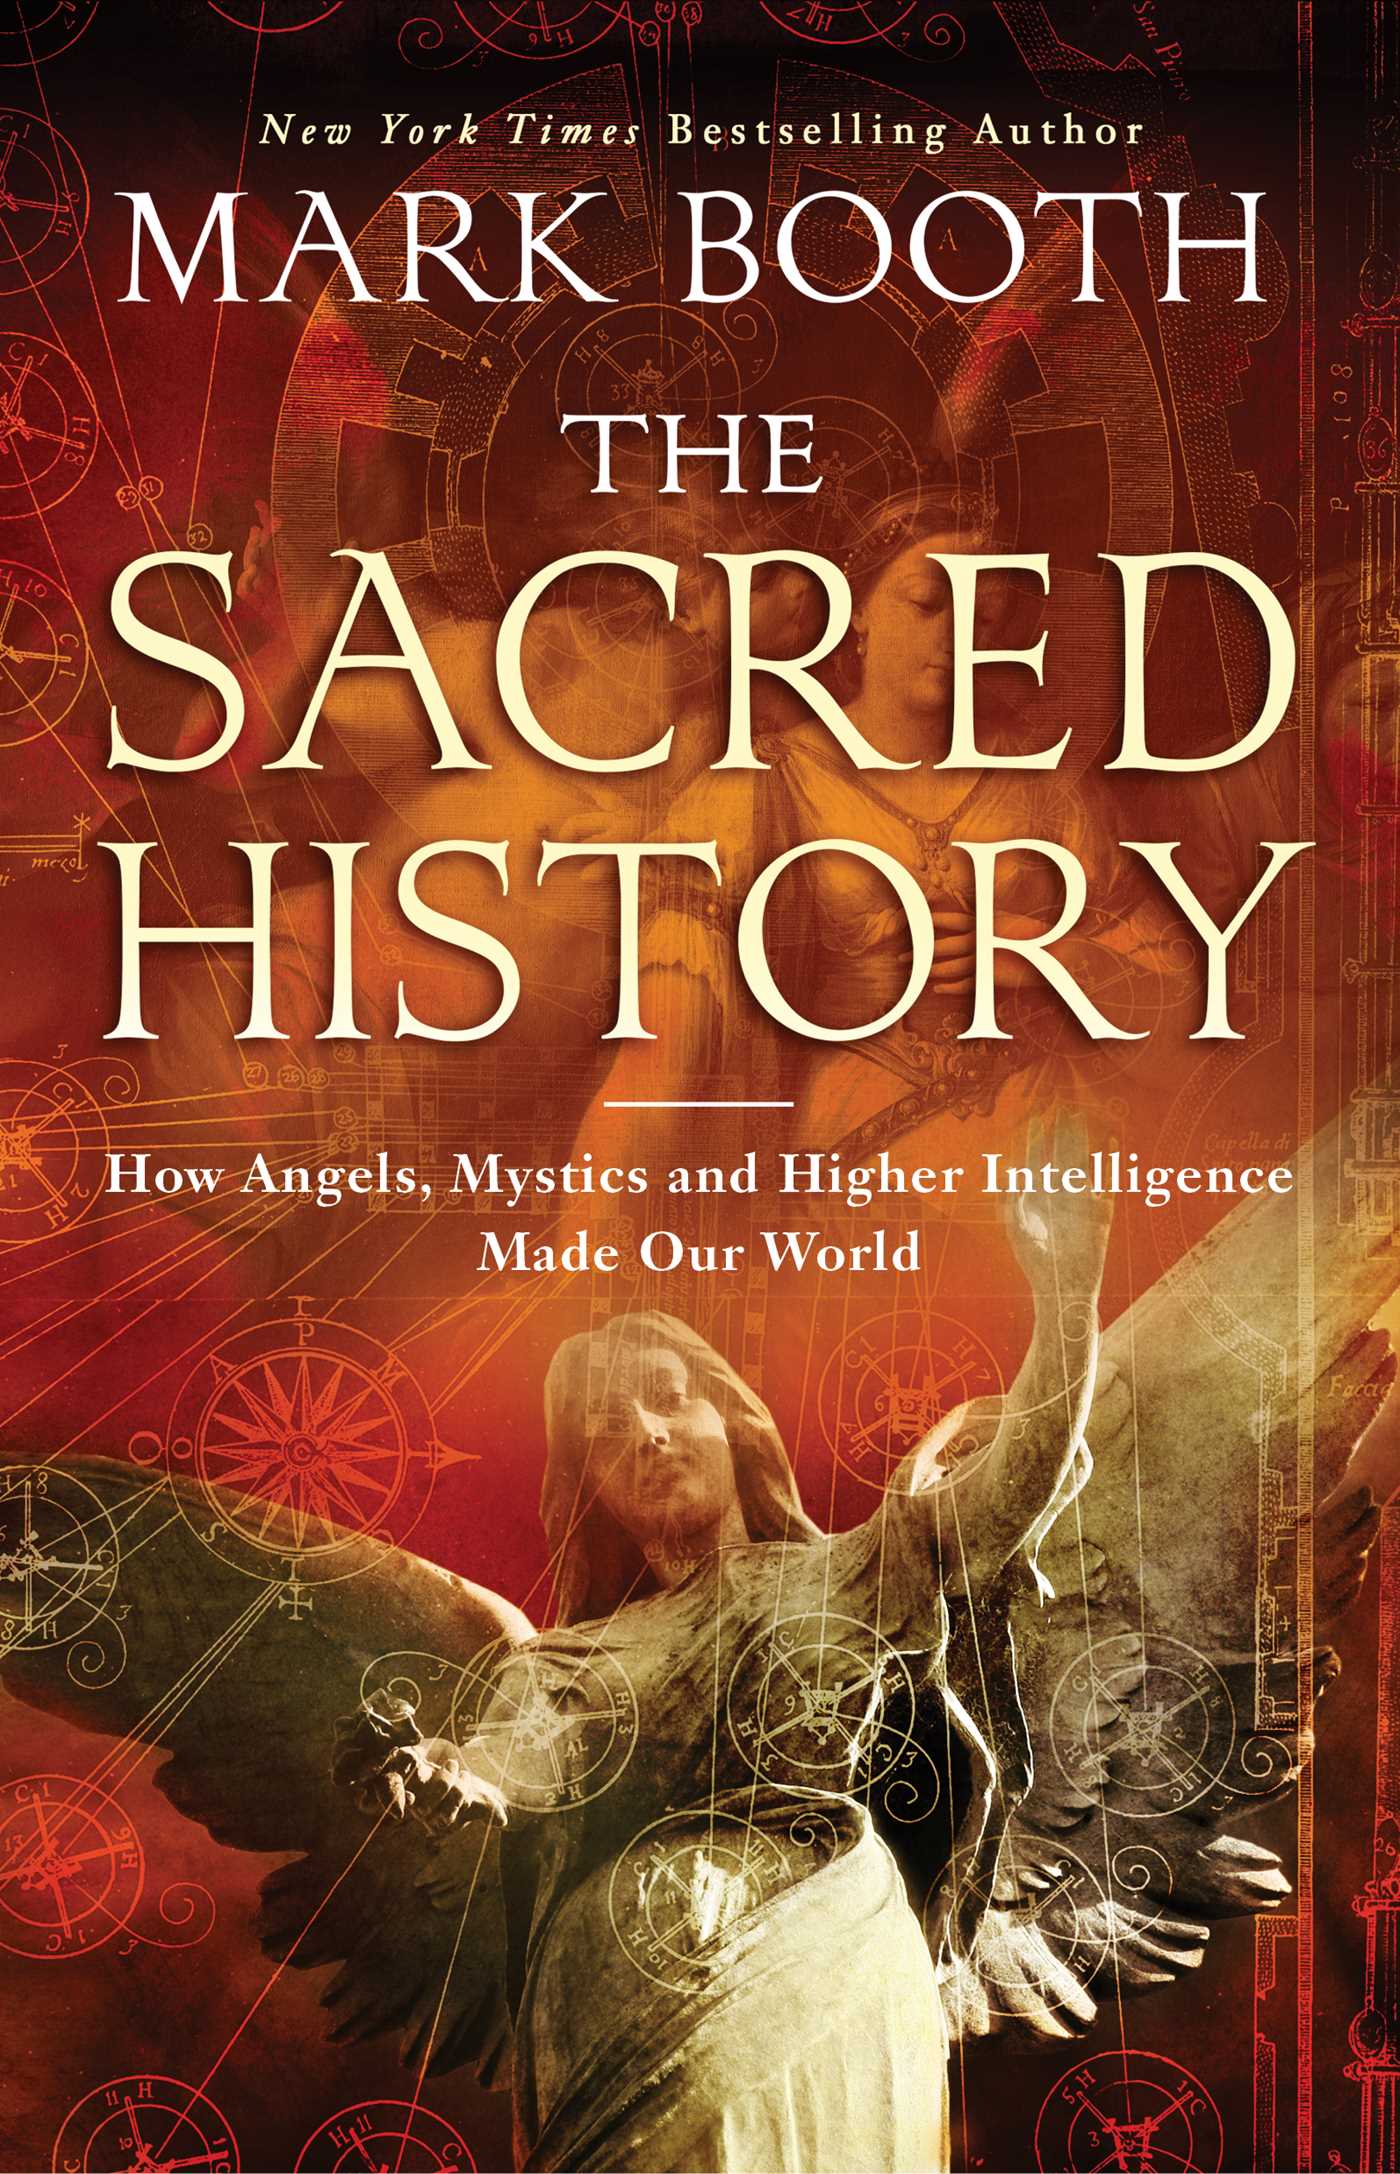 New York Times Bestselling Author
MARK BOOTH
THE
SACRED
HISTORY
How Angels, Mystics and Higher Intelligence
Made Our World